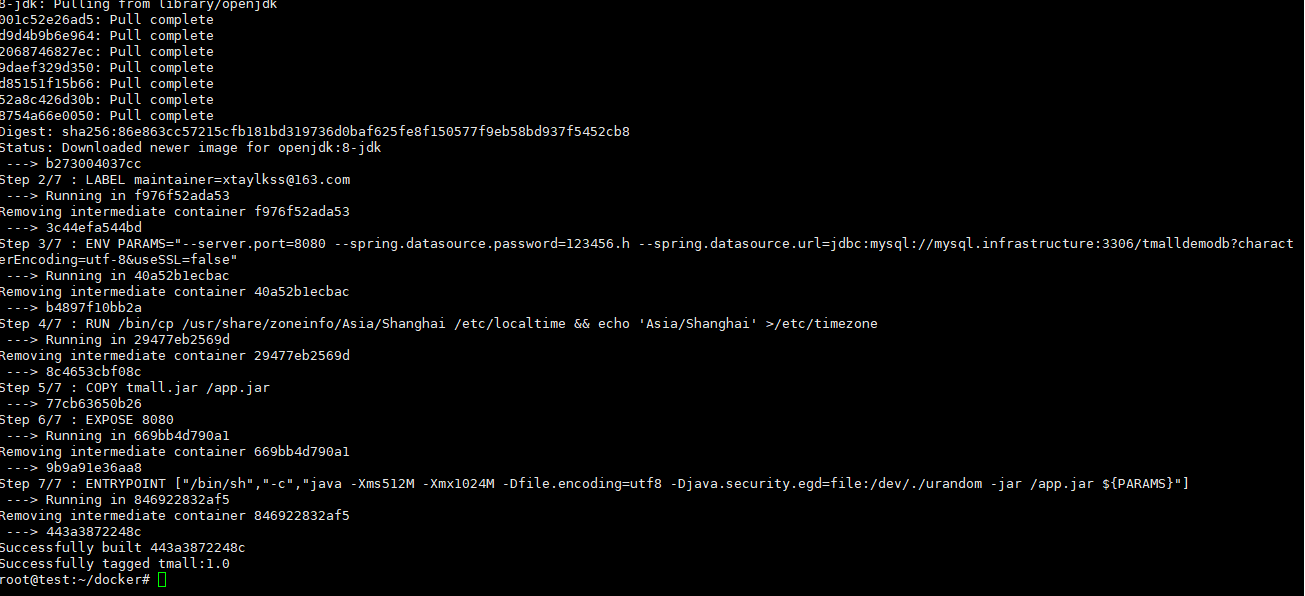 8-jdk: Pulling from library/openjdk
001c52e26ad5: Pull complete
d9d4b9b6e964: Pull complete
2068746827ec: Pull complete
9daef329d350: Pull complete
d85151f15b66: Pull complete
52a8c426d30b: Pull complete
8754a66e0050: Pull complete
Digest: sha256:86e863cc57215cfb181bd319736d0baf625fe8f150577f9eb58bd937f5452cb8
Status: Downloaded newer image for openjdk:8-jdk
 ---> b273004037cc
Step 2/7 : LABEL maintainer=xtaylkss@163.com
 ---> Running in f976f52ada53
Removing intermediate container f976f52ada53
 ---> 3c44efa544bd
Step 3/7 : ENV PARAMS="--server.port=8080 --spring.datasource.password=123456.h --spring.datasource.url=jdbc:mysql://mysql.infrastructure:3306/tmalldemodb?charact
erEncoding=utf-8&useSSL=false"
 ---> Running in 40a52b1ecbac
Removing intermediate container 40a52b1ecbac
 ---> b4897f10bb2a
Step 4/7 : RUN /bin/cp /usr/share/zoneinfo/Asia/Shanghai /etc/localtime && echo 'Asia/Shanghai' >/etc/timezone
 ---> Running in 29477eb2569d
Removing intermediate container 29477eb2569d
 ---> 8c4653cbf08c
Step 5/7 : COPY tmall.jar /app.jar
 ---> 77cb63650b26
Step 6/7 : EXPOSE 8080
 ---> Running in 669bb4d790a1
Removing intermediate container 669bb4d790a1
 ---> 9b9a91e36aa8
Step 7/7 : ENTRYPOINT ["/bin/sh","-c","java -Xms512M -Xmx1024M -Dfile.encoding=utf8 -Djava.security.egd=file:/dev/./urandom -jar /app.jar ${PARAMS}"]
 ---> Running in 846922832af5
Removing intermediate container 846922832af5
 ---> 443a3872248c
Successfully built 443a3872248c
Successfully tagged tmall:1.0
root@test:~/docker#